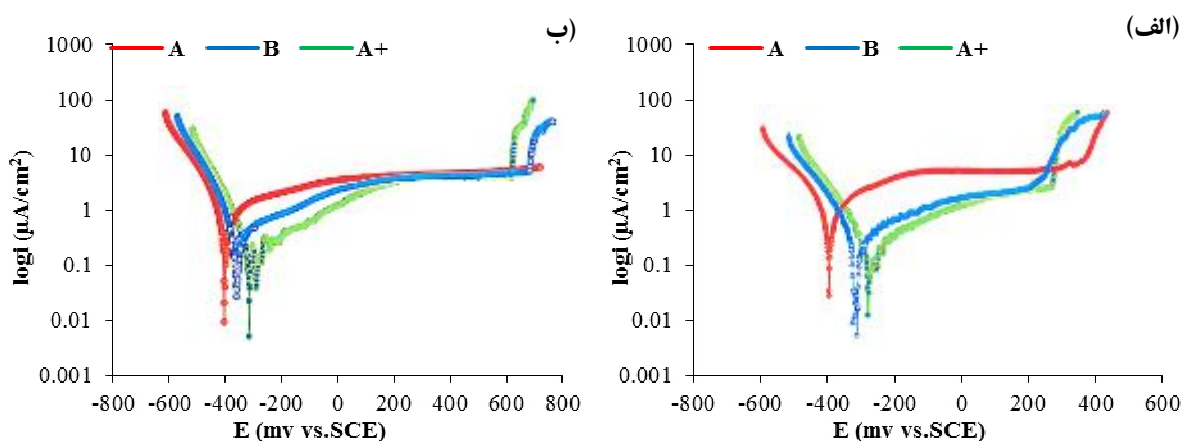 (الف)
A B A+
1000
100
10
1
0.1
0.01
0.001
-800 -600 -400 -200 0 200 400 600
logi (µA/cm²)
E (mv vs.SCE)
(ب
A B A+
1000
100
10
1
0.1
0.01
0.001
-800 -600 -400 -200 0 200 400 600 800
logi (µA/cm²)
E (mv vs.SCE)